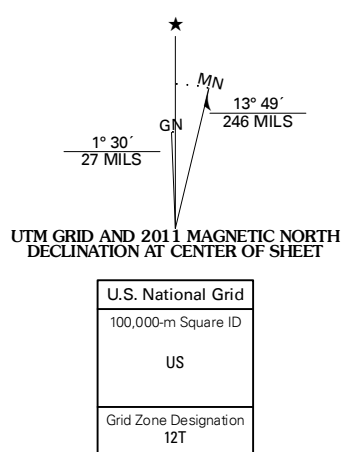 ★
MN
13° 49´
246 MILS
GN
1° 30´
27 MILS
UTM GRID AND 2011 MAGNETIC NORTH
DECLINATION AT CENTER OF SHEET
U.S. National Grid
100,000-m Square ID
US
Grid Zone Designation
12T